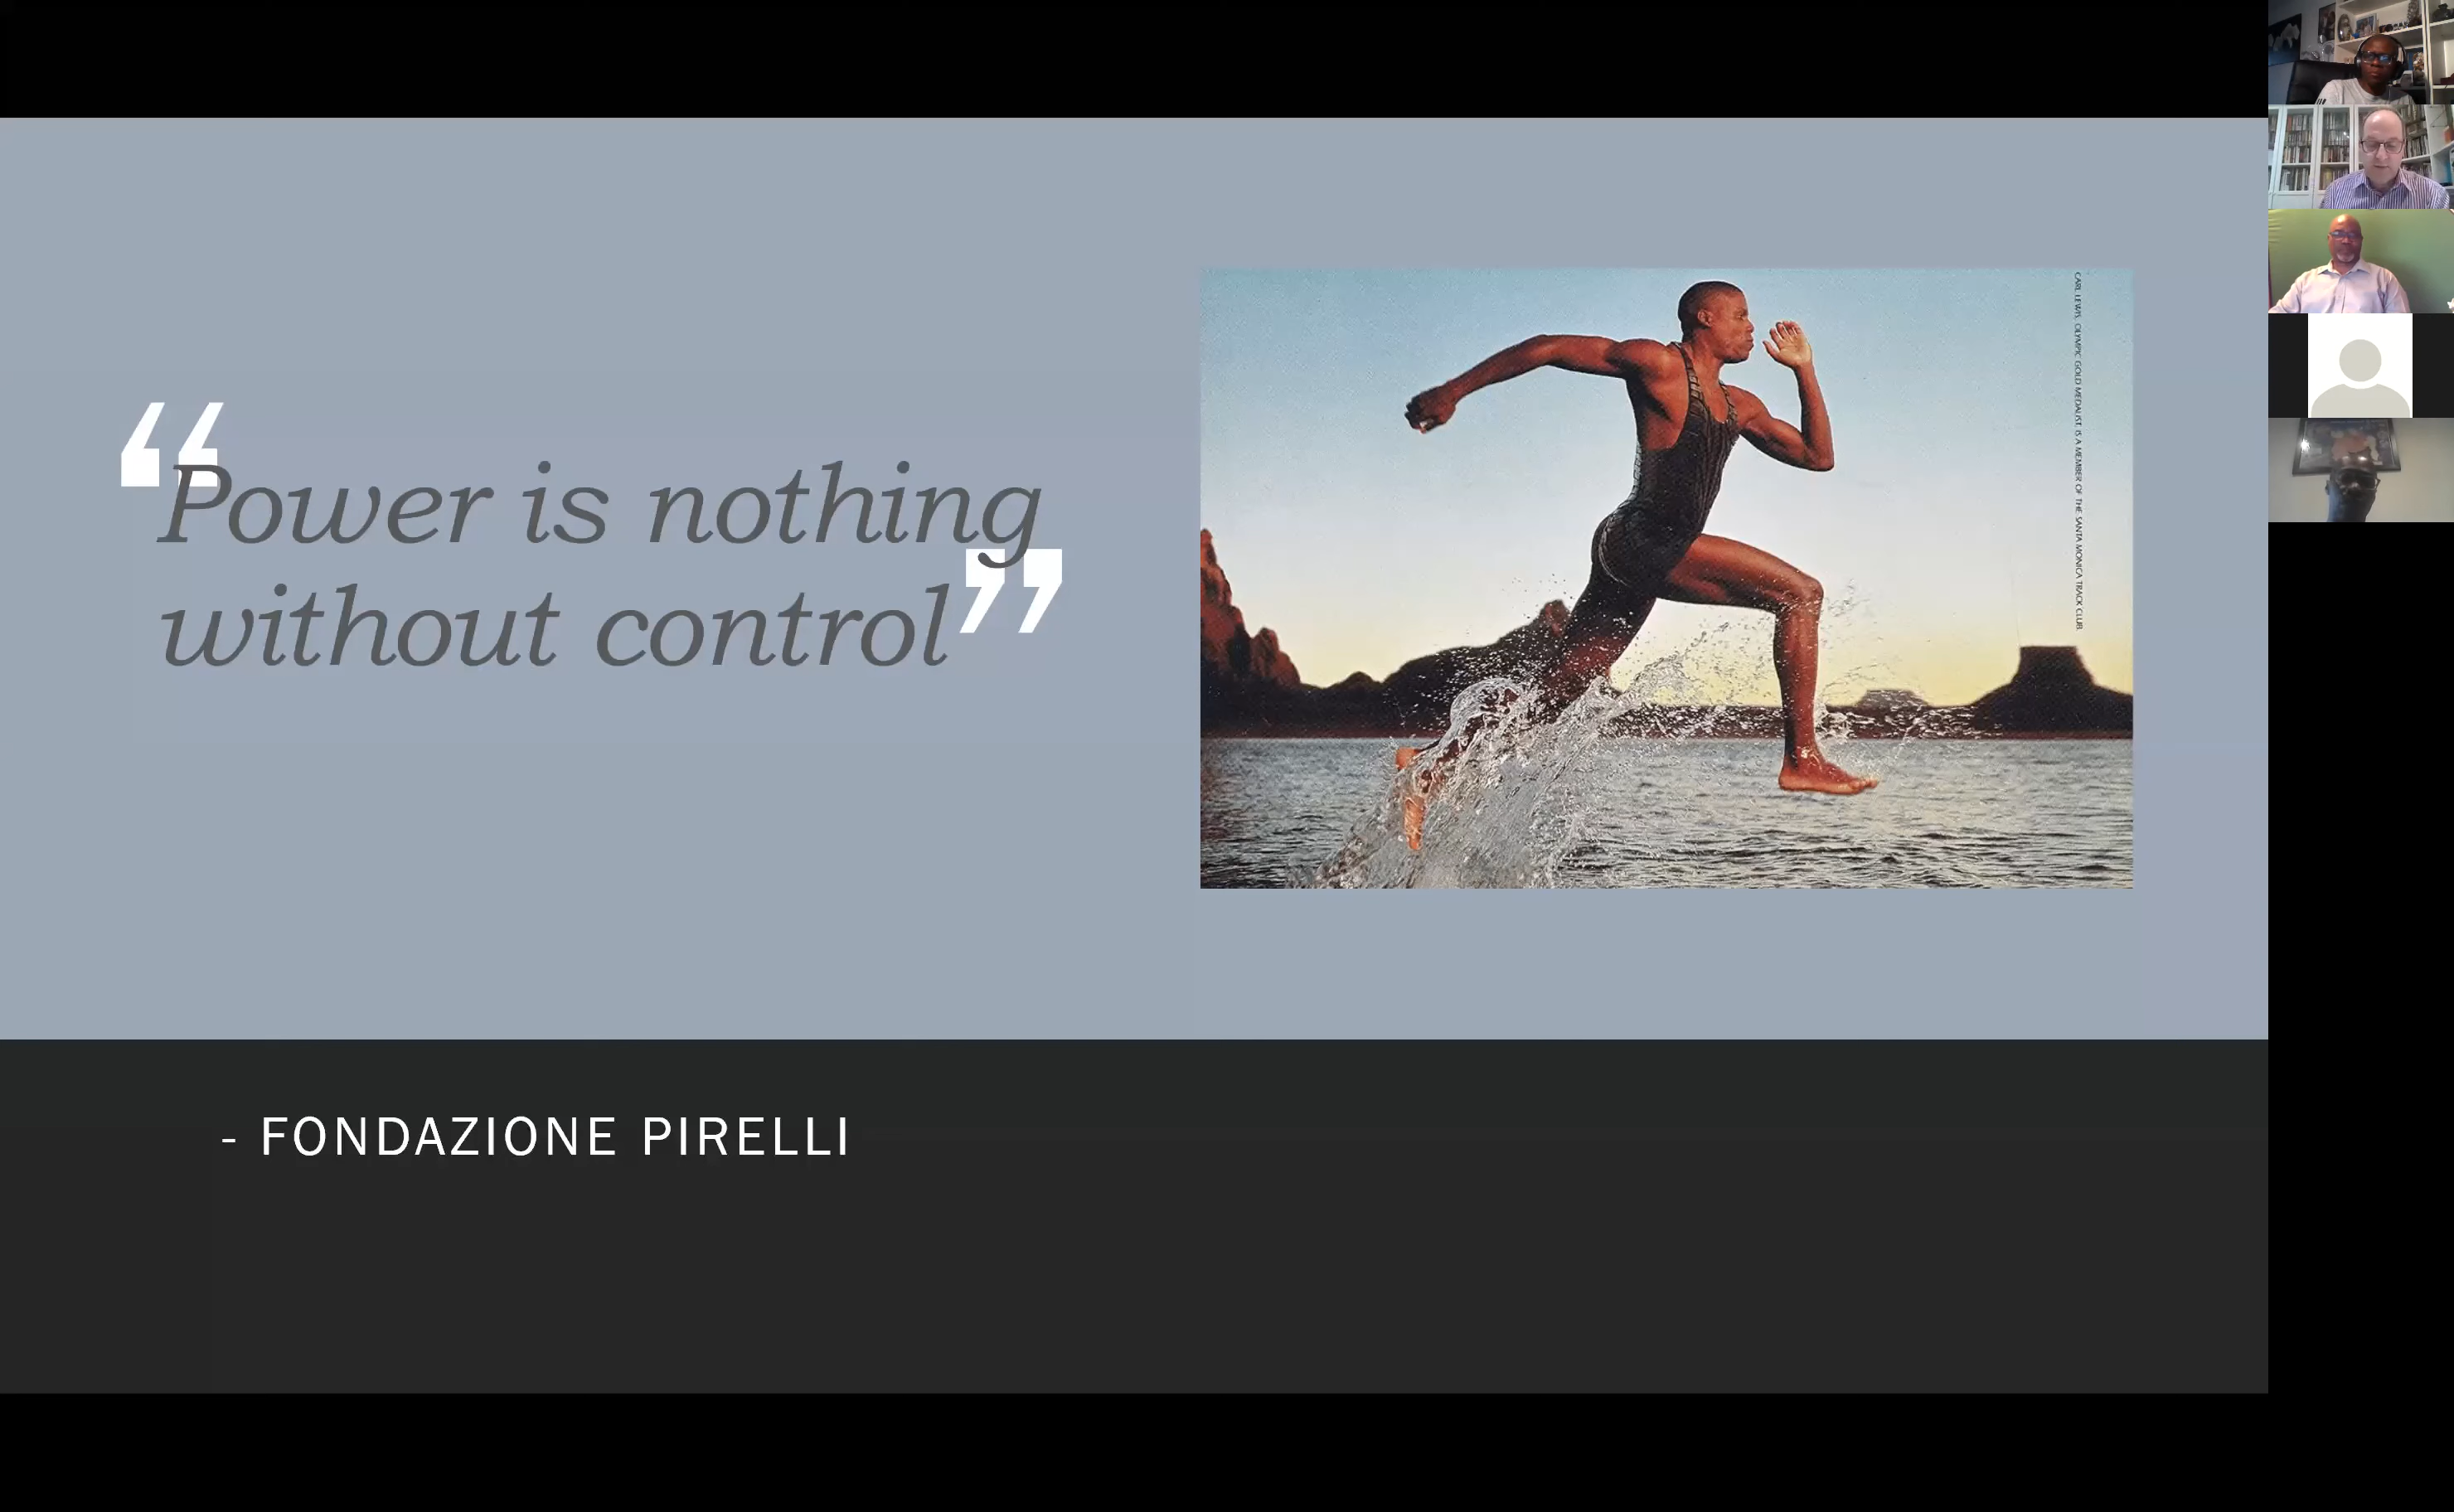 “Power is nothing
without control”
CARL LEWIS, OLYMPIC GOLD MEDALIST, IS A MEMBER OF THE SANTA MONICA TRACK CLUB.
- FONDAZIONE PIRELLI